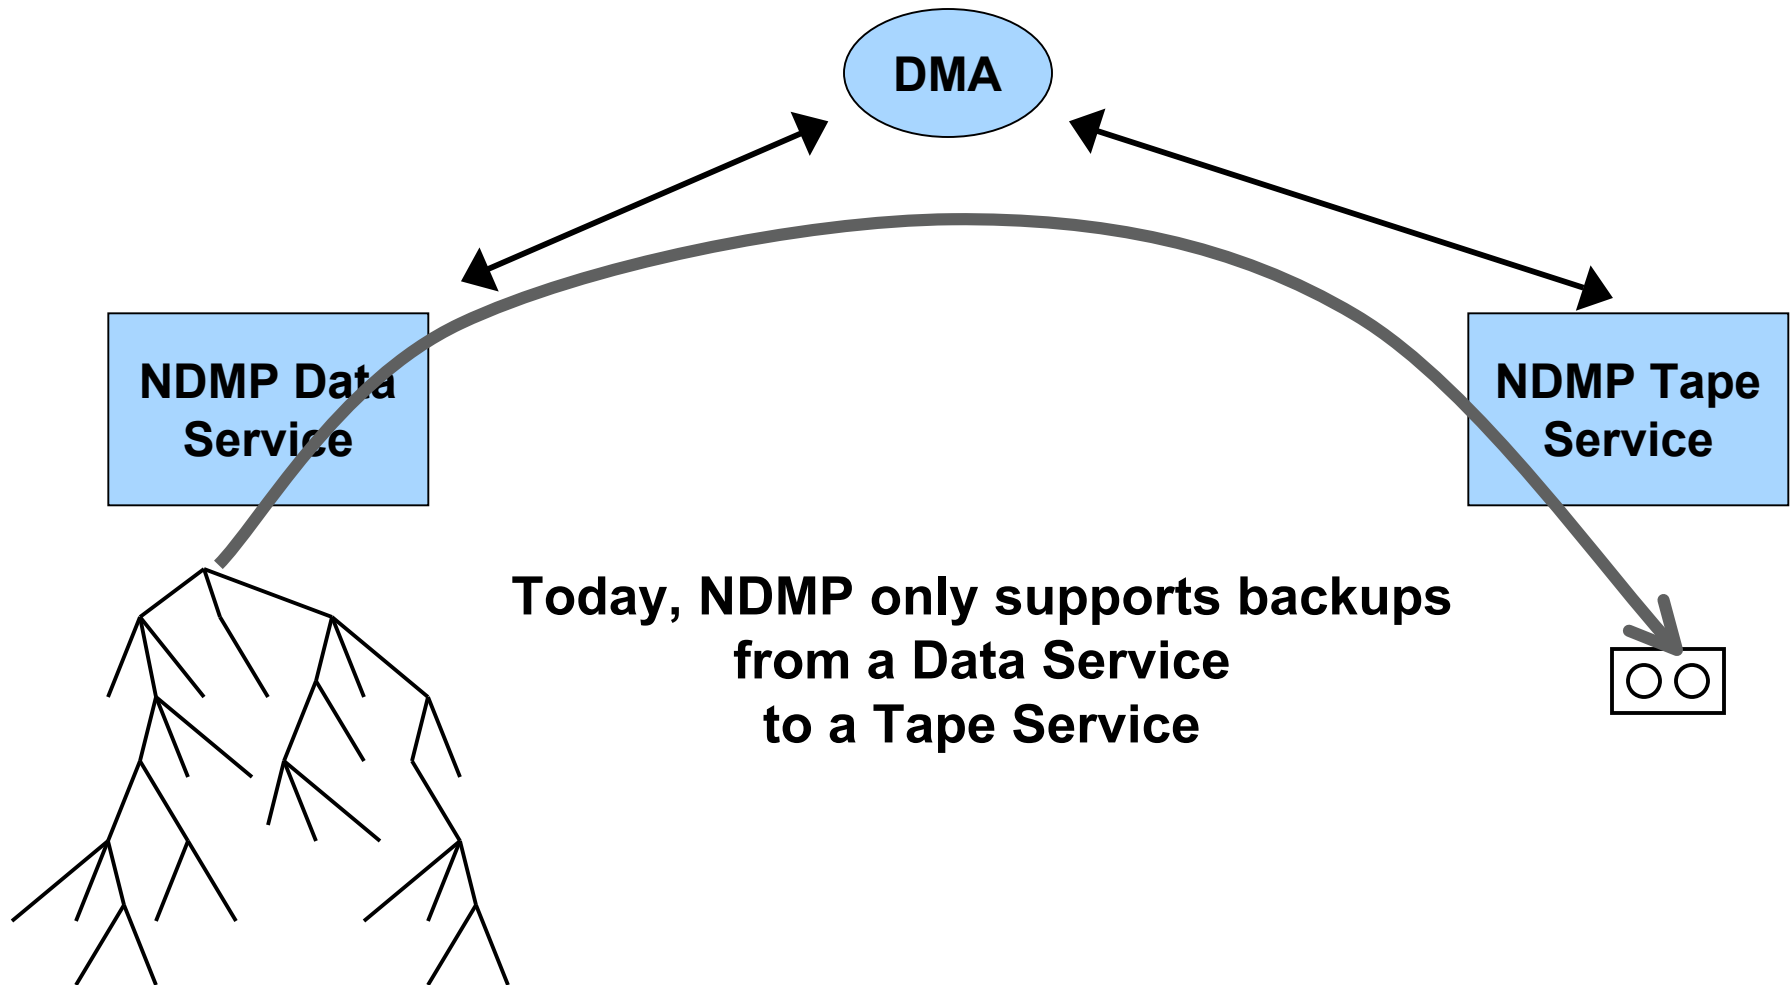 DMA
NDMP Data
Service
NDMP Tape
Service
Today, NDMP only supports backups
from a Data Service
to a Tape Service